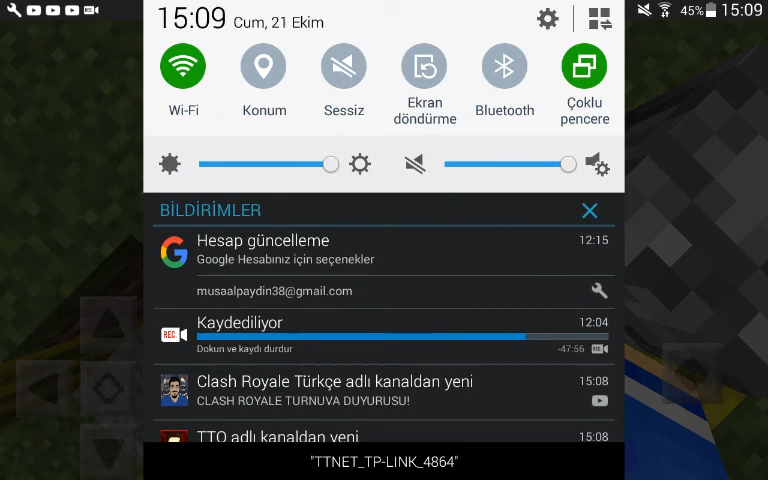 45% 15:09
15:09 Cum, 21 Ekim
Wi-Fi
Konum
Sessiz
Ekran
döndürme
Bluetooth
Çoklu
pencere
BİLDİRİMLER
Hesap güncelleme 12:15
Google Hesabınız için seçenekler
musaalpaydin38@gmail.com
REC. Kaydediliyor 12:04
Dokun ve kaydı durdur -47:56 REC
Clash Royale Türkçe adlı kanaldan yeni 15:08
CLASH ROYALE TURNUVA DUYURUSU!
TTO adlı kanaldan yeni 15:08
"TTNET_TP-LINK_4864"